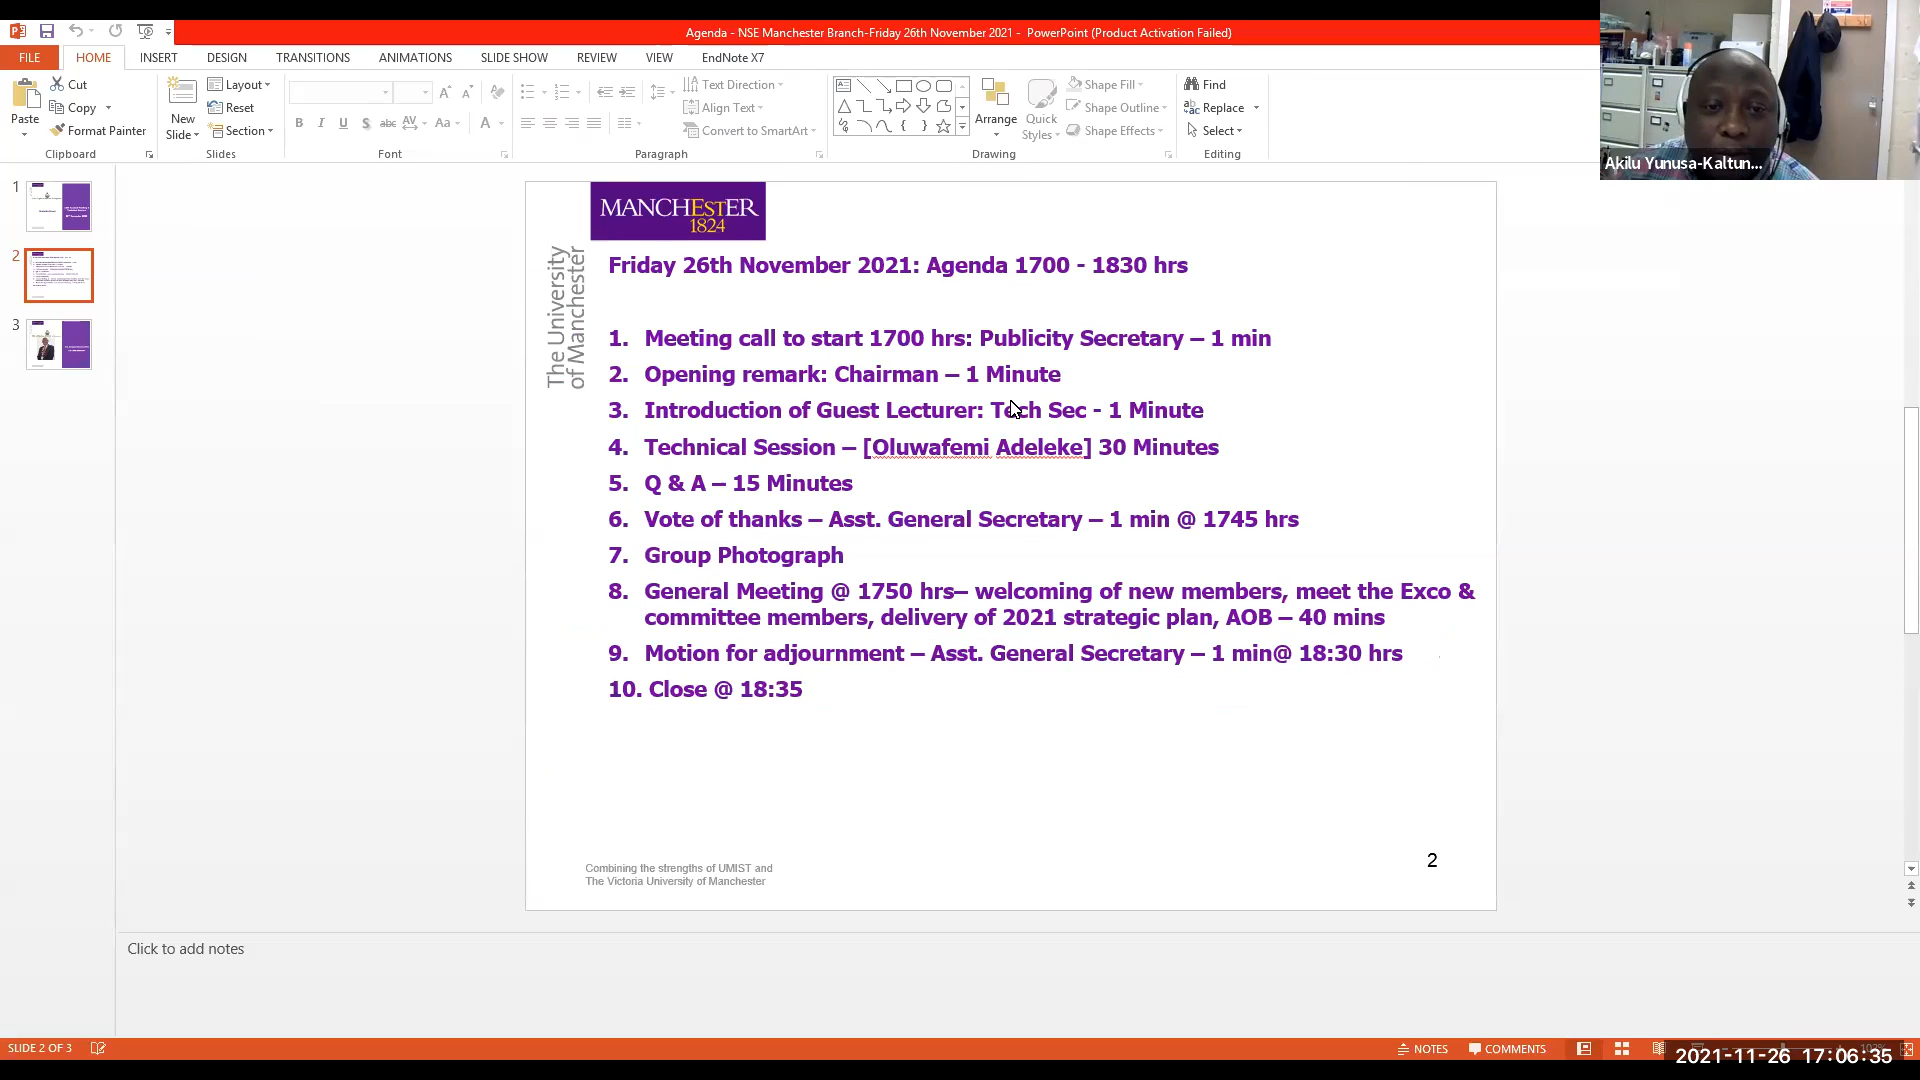 Agenda - NSE Manchester Branch-Friday 26th November 2021 - PowerPoint (Product Activation Failed)
FILE HOME INSERT DESIGN TRANSITIONS ANIMATIONS SLIDE SHOW REVIEW VIEW EndNote X7
Paste
Cut
Copy
Format Painter
Clipboard
New
Slide
Layout
Reset
Section
Slides
Font
Text Direction
Align Text
Convert to SmartArt
Paragraph
Arrange
Quick
Styles
Shape Fill
Shape Outline
Shape Effects
Drawing
Find
Replace
Select
Editing
Akilu Yunusa-Kaltun...
1
2
3
MANCHESTER
1824
The University
of Manchester
Friday 26th November 2021: Agenda 1700 - 1830 hrs
1. Meeting call to start 1700 hrs: Publicity Secretary – 1 min
2. Opening remark: Chairman – 1 Minute
3. Introduction of Guest Lecturer: Tech Sec - 1 Minute
4. Technical Session – [Oluwafemi Adeleke] 30 Minutes
5. Q & A – 15 Minutes
6. Vote of thanks – Asst. General Secretary – 1 min @ 1745 hrs
7. Group Photograph
8. General Meeting @ 1750 hrs– welcoming of new members, meet the Exco &
committee members, delivery of 2021 strategic plan, AOB – 40 mins
9. Motion for adjournment – Asst. General Secretary – 1 min@ 18:30 hrs
10. Close @ 18:35
Combining the strengths of UMIST and
The Victoria University of Manchester
2
Click to add notes
SLIDE 2 OF 3
NOTES COMMENTS
2021-11-26 17:06:35